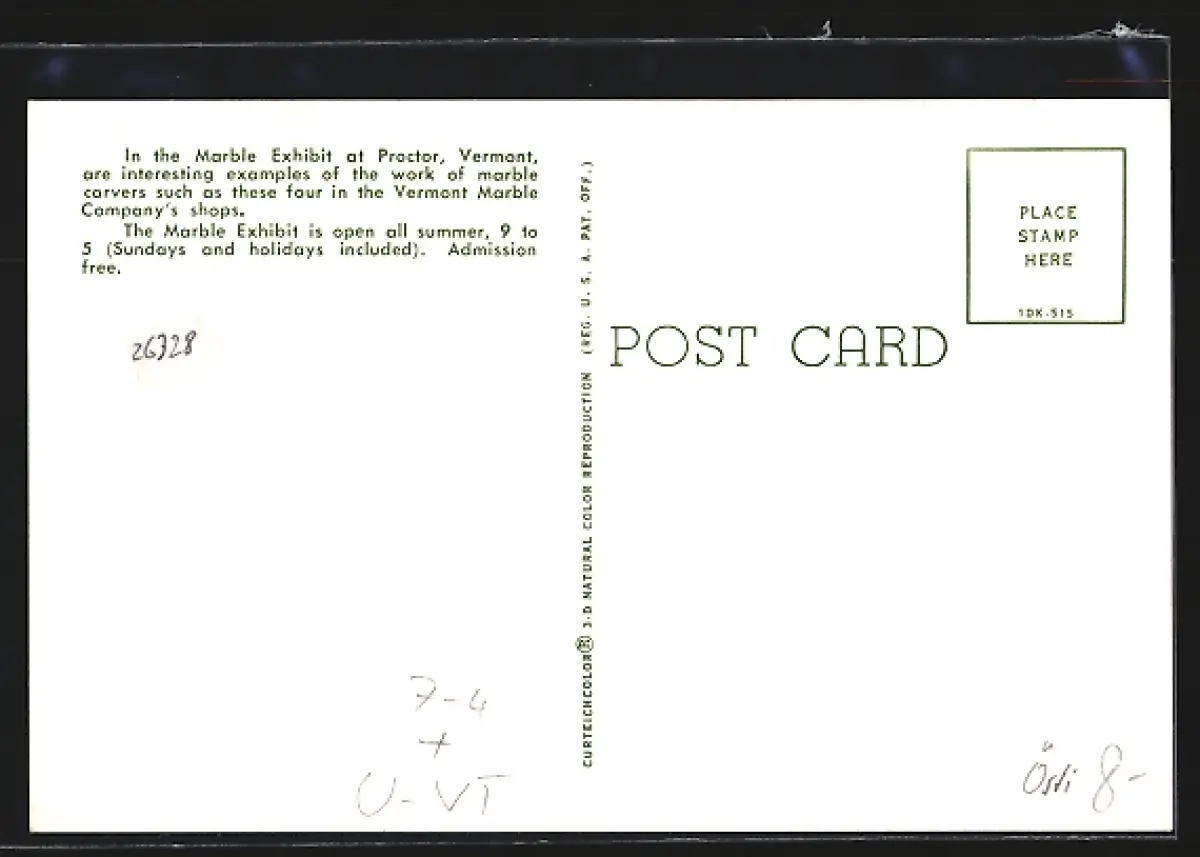 In the Marble Exhibit at Proctor, Vermont,
are interesting examples of the work of marble
carvers such as these four in the Vermont Marble
Company's shops.
The Marble Exhibit is open all summer, 9 to
5 (Sundays and holidays included). Admission
free.
26328
7-4
+
U-VT
CURTEICHCOLOR® 3-D NATURAL COLOR REPRODUCTION (REG. U. S. A. PAT. OFF.)
POST CARD
PLACE
STAMP
HERE
1DK-515
8-